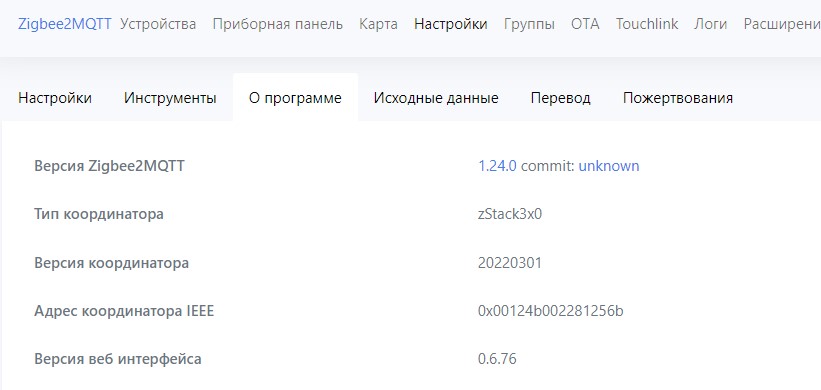 Zigbee2MQTT Устройства Приборная панель Карта Настройки Группы OTA Touchlink Логи Расширени
Настройки Инструменты О программе Исходные данные Перевод Пожертвования
Версия Zigbee2MQTT 1.24.0 commit: unknown
Тип координатора zStack3x0
Версия координатора 20220301
Адрес координатора IEEE 0x00124b002281256b
Версия веб интерфейса 0.6.76